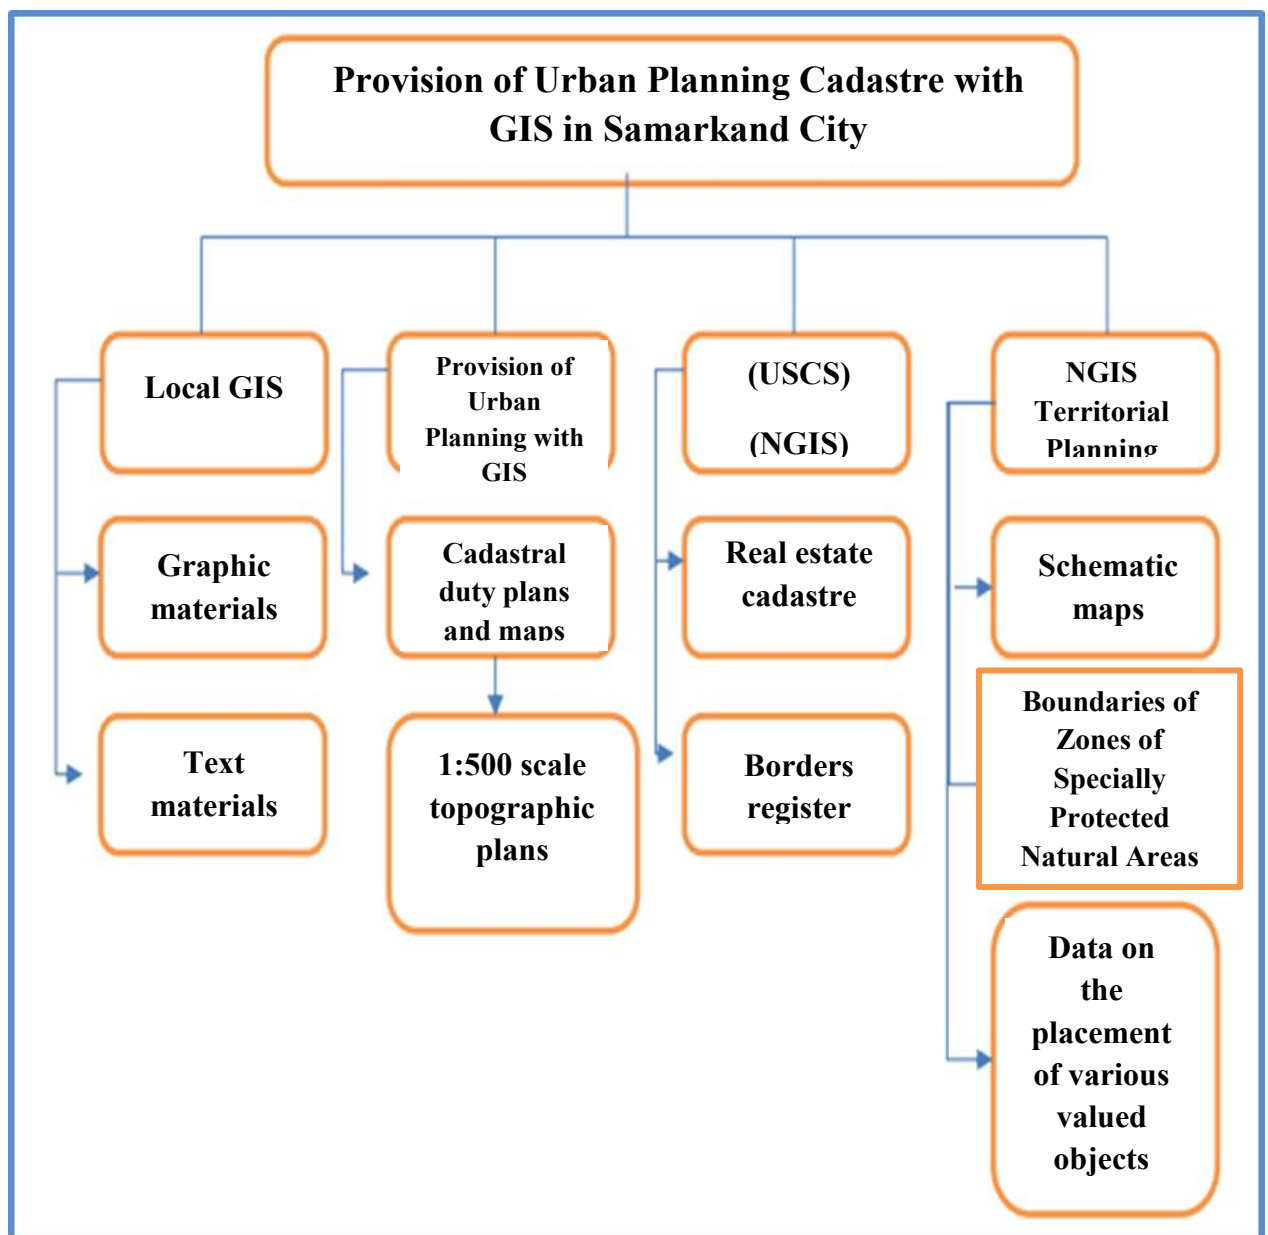 Provision of Urban Planning Cadastre with
GIS in Samarkand City
Local GIS
Provision of
Urban
Planning with
GIS
(USCS)
(NGIS)
NGIS
Territorial
Planning
Graphic
materials
Cadastral
duty plans
and maps
Real estate
cadastre
Schematic
maps
Text
materials
1:500 scale
topographic
plans
Borders
register
Boundaries of
Zones of
Specially
Protected
Natural Areas
Data on
the
placement
of various
valued
objects